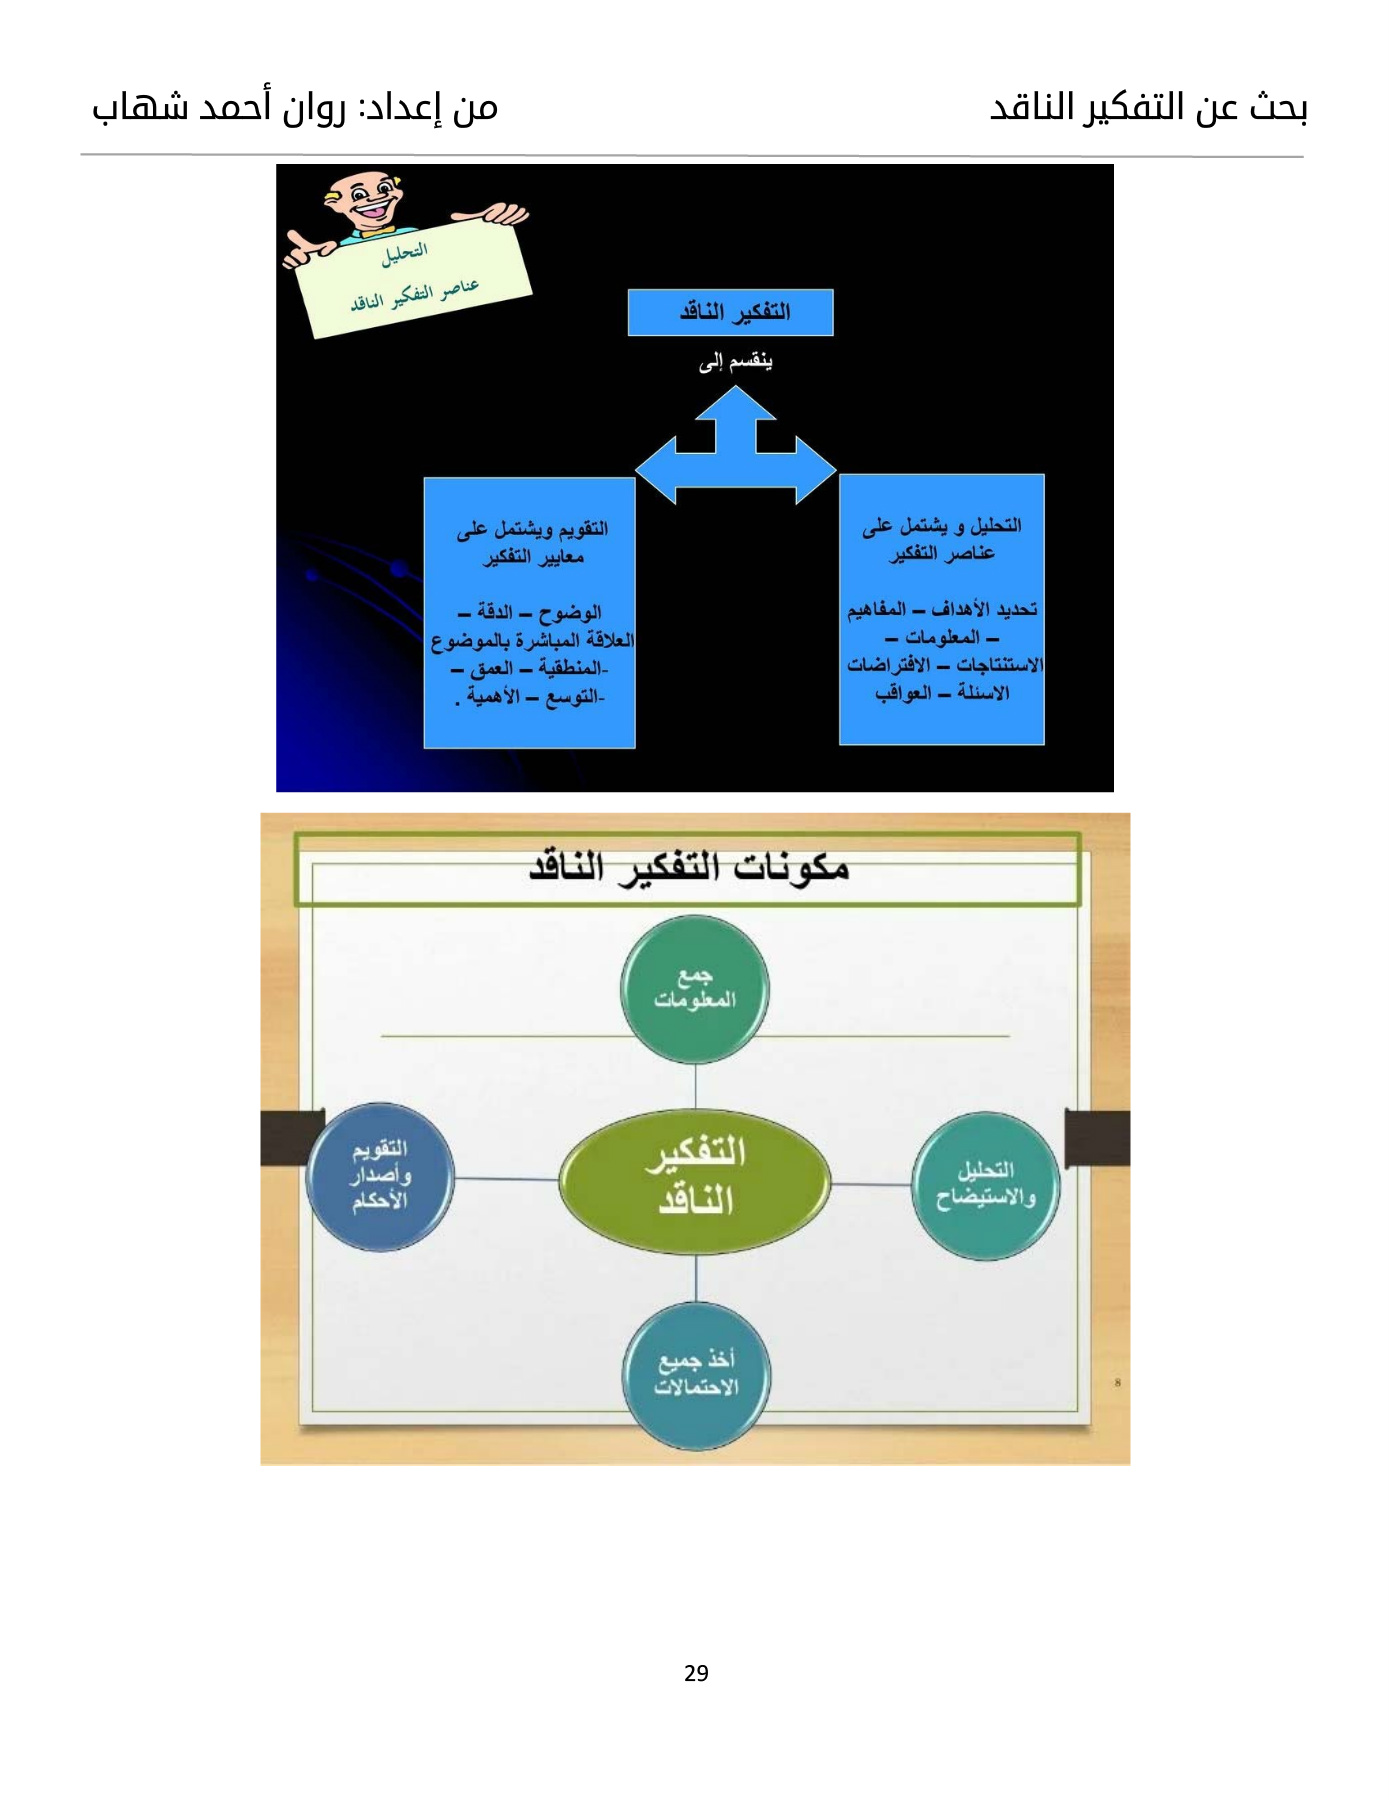 بحث عن التفكير الناقد
من إعداد: روان أحمد شهاب
التحليل
عناصر التفكير الناقد
التفكير الناقد
ينقسم إلى
التحليل و يشتمل على
عناصر التفكير
تحديد الأهداف – المفاهيم
– المعلومات –
الاستنتاجات – الافتراضات
الاسئلة – العواقب
التقويم ويشتمل على
معايير التفكير
الوضوح – الدقة –
العلاقة المباشرة بالموضوع
-المنطقية – العمق –
-التوسع – الأهمية .
مكونات التفكير الناقد
جمع
المعلومات
التفكير
الناقد
التحليل
والاستيضاح
التقويم
وأصدار
الأحكام
أخذ جميع
الاحتمالات
8
29